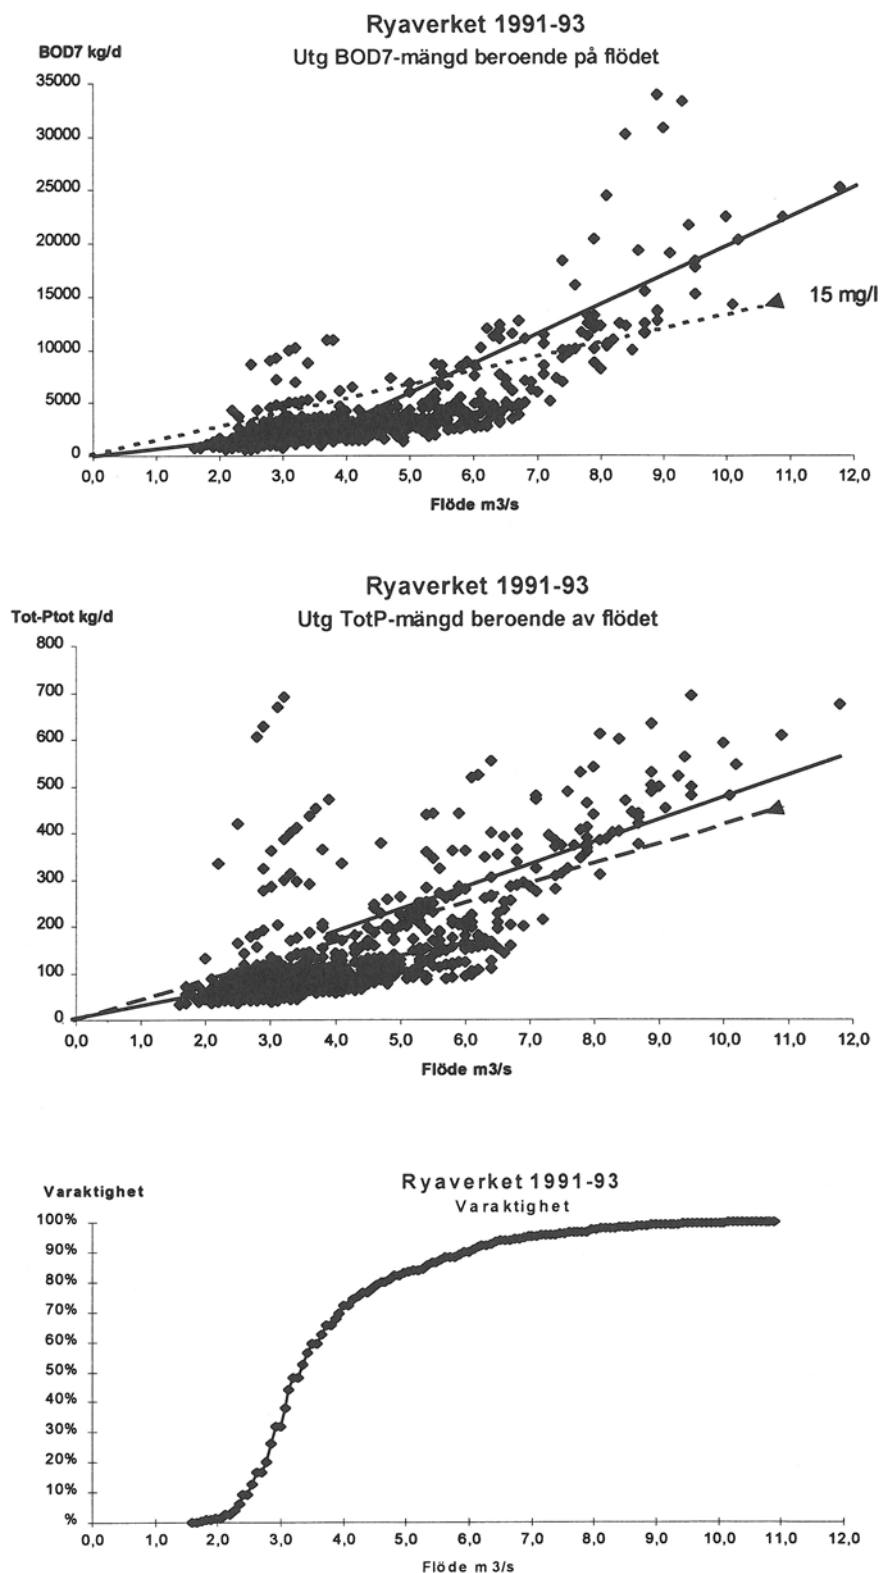 Ryaverket 1991-93
BOD7 kg/d
Utg BOD7-mängd beroende på flödet
35000
30000
25000
20000
15000
10000
5000
0
15 mg/l
0,0 1,0 2,0 3,0 4,0 5,0 6,0 7,0 8,0 9,0 10,0 11,0 12,0
Flöde m3/s
Ryaverket 1991-93
Tot-Ptot kg/d
Utg TotP-mängd beroende av flödet
800
700
600
500
400
300
200
100
0
0,0 1,0 2,0 3,0 4,0 5,0 6,0 7,0 8,0 9,0 10,0 11,0 12,0
Flöde m3/s
Ryaverket 1991-93
Varaktighet
Varaktighet
100%
90%
80%
70%
60%
50%
40%
30%
20%
10%
%
0,0 1,0 2,0 3,0 4,0 5,0 6,0 7,0 8,0 9,0 10,0 11,0 12,0
Flöde m 3/s